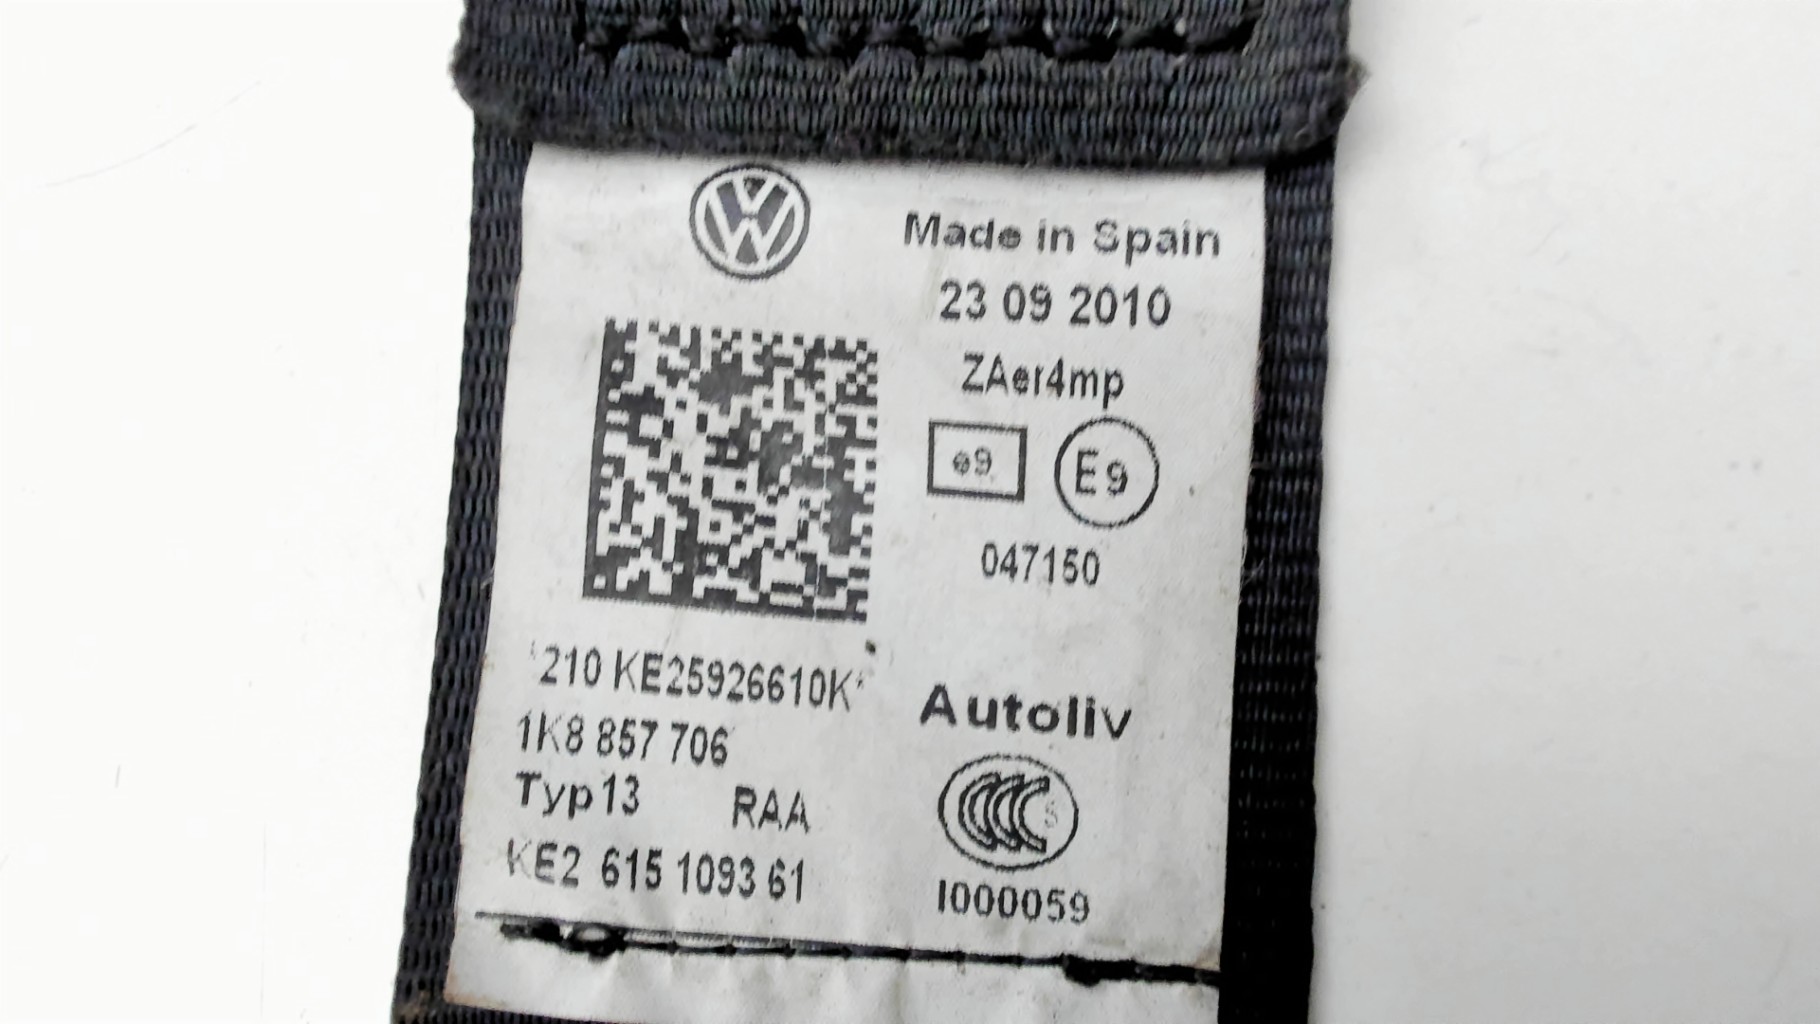 Made in Spain
23 09 2010
ZAer4mp
e9
E9
047150
*210 KE25926610K*
1K8 857 706
Typ13 RAA
KE2 615 1093 61
Autoliv
CCC S
I000059